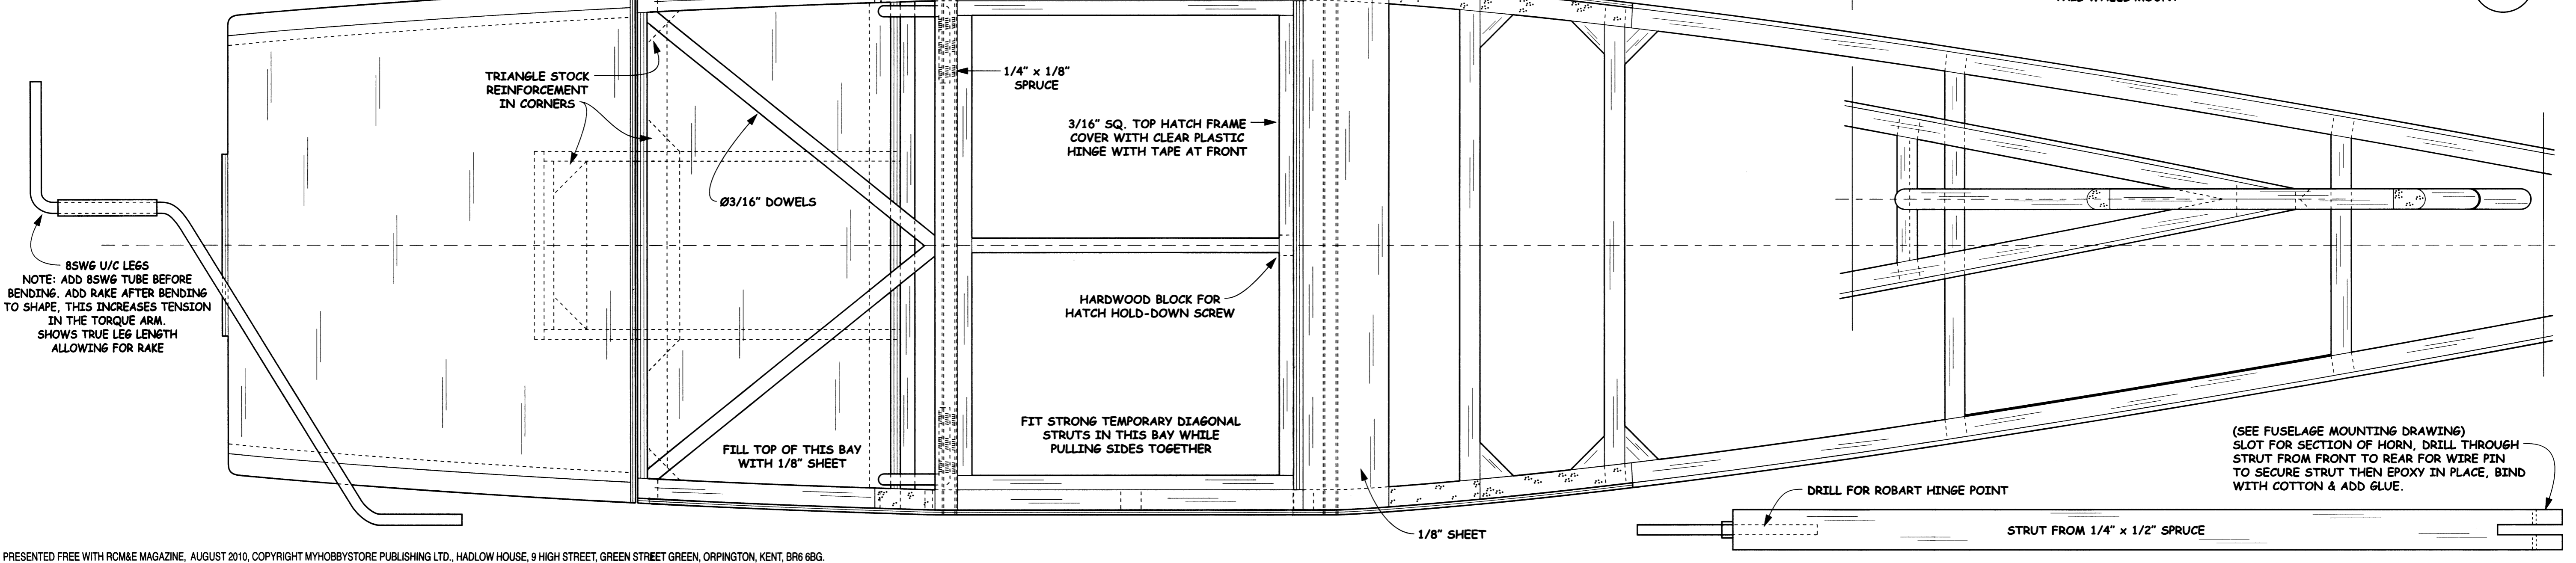 TRIANGLE STOCK
REINFORCEMENT
IN CORNERS
1/4" x 1/8"
SPRUCE
3/16" SQ. TOP HATCH FRAME
COVER WITH CLEAR PLASTIC
HINGE WITH TAPE AT FRONT
Ø3/16" DOWELS
8SWG U/C LEGS
NOTE: ADD 8SWG TUBE BEFORE
BENDING. ADD RAKE AFTER BENDING
TO SHAPE, THIS INCREASES TENSION
IN THE TORQUE ARM.
SHOWS TRUE LEG LENGTH
ALLOWING FOR RAKE
HARDWOOD BLOCK FOR
HATCH HOLD-DOWN SCREW
FILL TOP OF THIS BAY
WITH 1/8" SHEET
FIT STRONG TEMPORARY DIAGONAL
STRUTS IN THIS BAY WHILE
PULLING SIDES TOGETHER
(SEE FUSELAGE MOUNTING DRAWING)
SLOT FOR SECTION OF HORN, DRILL THROUGH
STRUT FROM FRONT TO REAR FOR WIRE PIN
TO SECURE STRUT THEN EPOXY IN PLACE, BIND
WITH COTTON & ADD GLUE.
DRILL FOR ROBART HINGE POINT
1/8" SHEET
STRUT FROM 1/4" x 1/2" SPRUCE
PRESENTED FREE WITH RCM&E MAGAZINE, AUGUST 2010, COPYRIGHT MYHOBBYSTORE PUBLISHING LTD., HADLOW HOUSE, 9 HIGH STREET, GREEN STREET GREEN, ORPINGTON, KENT, BR6 6BG.